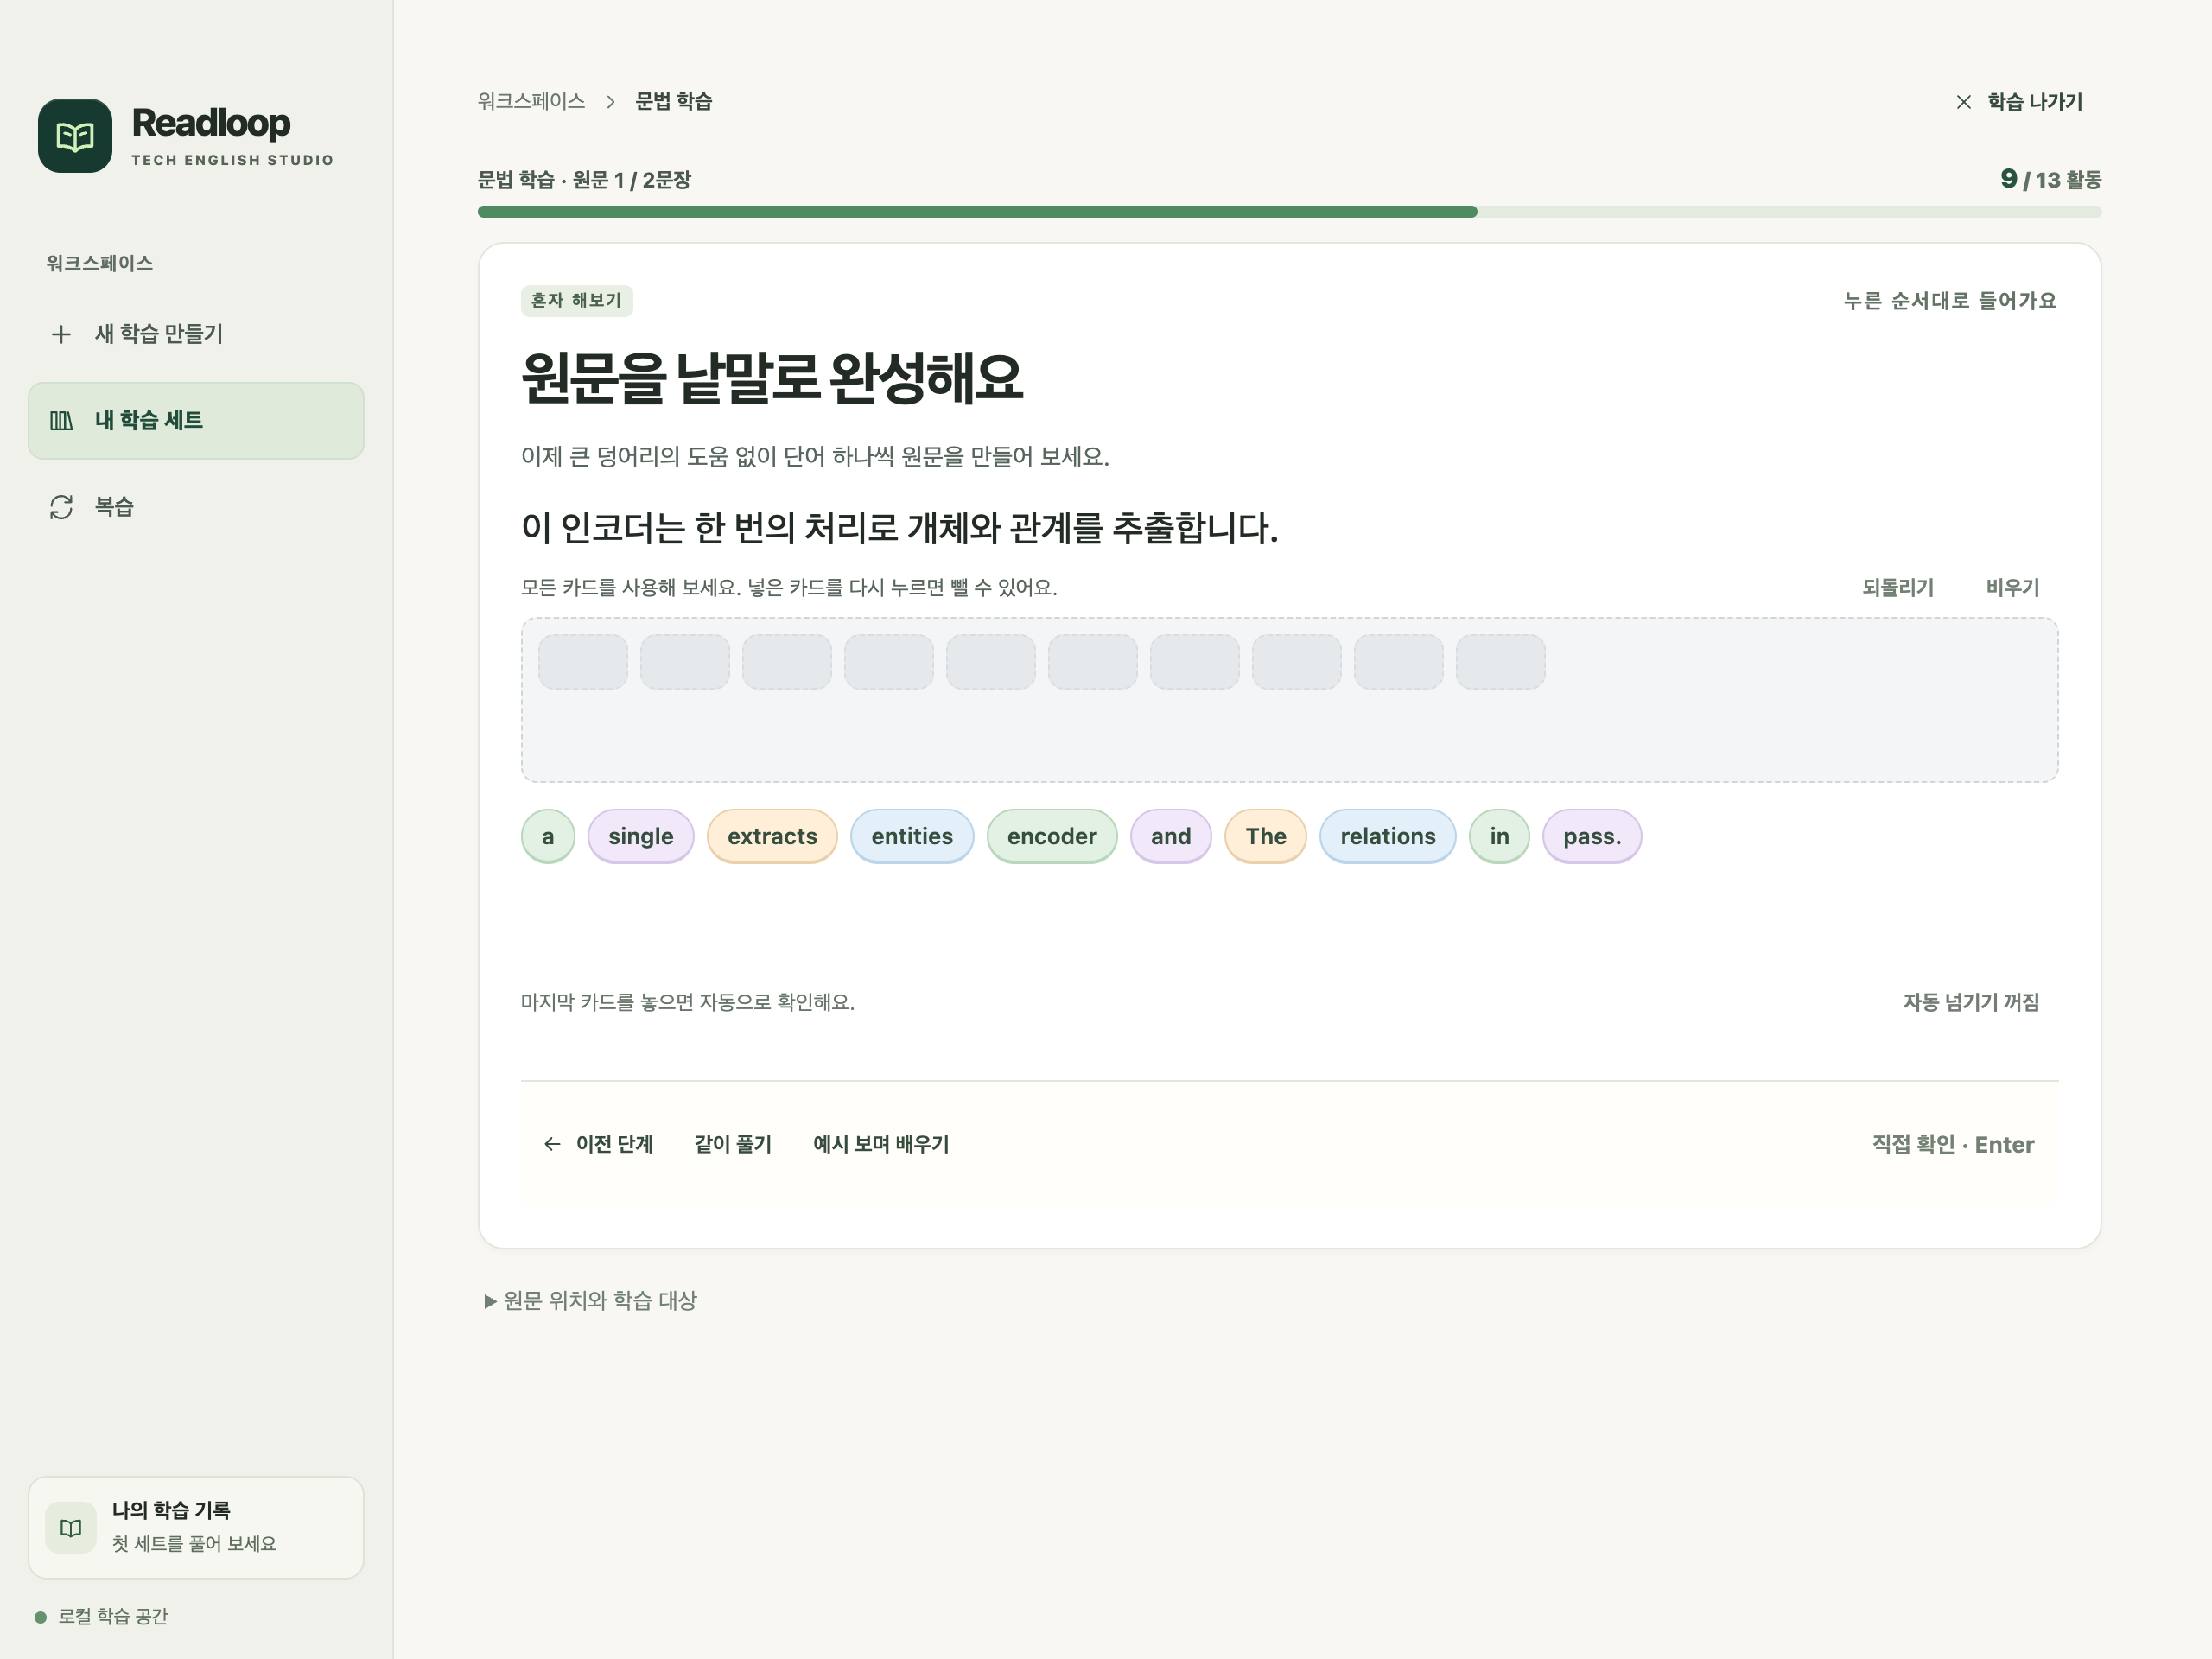 Readloop
TECH ENGLISH STUDIO
워크스페이스
새 학습 만들기
내 학습 세트
복습
나의 학습 기록
첫 세트를 풀어 보세요
로컬 학습 공간
워크스페이스 > 문법 학습
학습 나가기
문법 학습 · 원문 1 / 2문장
9 / 13 활동
혼자 해보기
누른 순서대로 들어가요
원문을 낱말로 완성해요
이제 큰 덩어리의 도움 없이 단어 하나씩 원문을 만들어 보세요.
이 인코더는 한 번의 처리로 개체와 관계를 추출합니다.
모든 카드를 사용해 보세요. 넣은 카드를 다시 누르면 뺄 수 있어요.
되돌리기 비우기
a single extracts entities encoder and The relations in pass.
마지막 카드를 놓으면 자동으로 확인해요.
자동 넘기기 꺼짐
이전 단계 같이 풀기 예시 보며 배우기
직접 확인 · Enter
원문 위치와 학습 대상